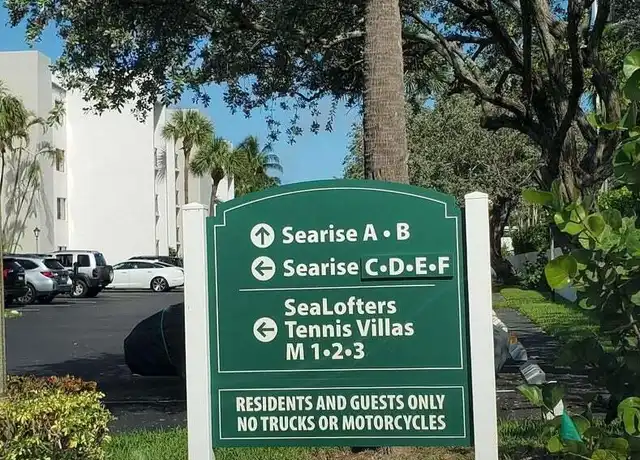 ↑ Searise A • B
← Searise C•D•E•F
SeaLofters
← Tennis Villas
M 1•2•3
RESIDENTS AND GUESTS ONLY
NO TRUCKS OR MOTORCYCLES